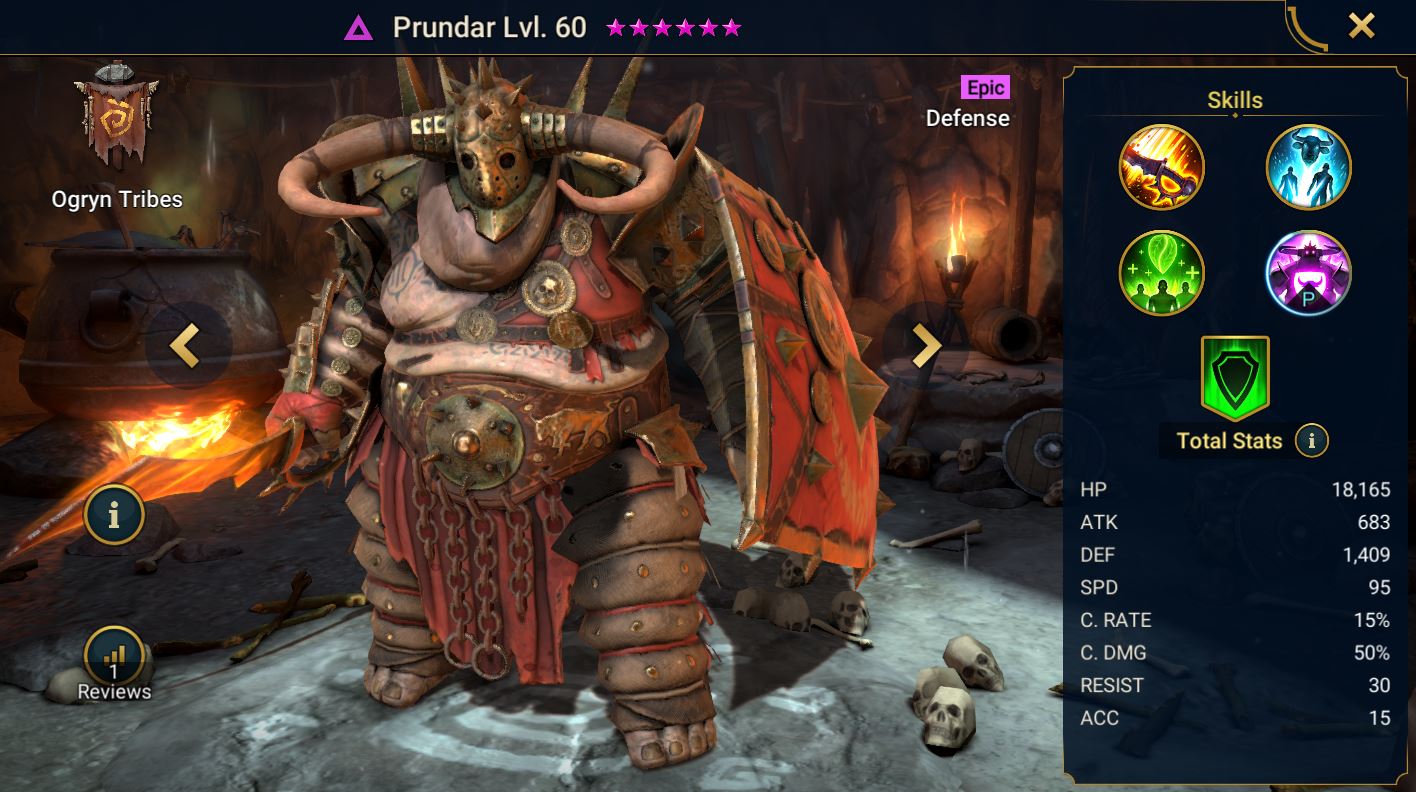 Prundar Lvl. 60
Ogryn Tribes
Epic
Defense
Skills
P
Total Stats
i
HP 18,165
ATK 683
DEF 1,409
SPD 95
C. RATE 15%
C. DMG 50%
RESIST 30
ACC 15
i
1
Reviews